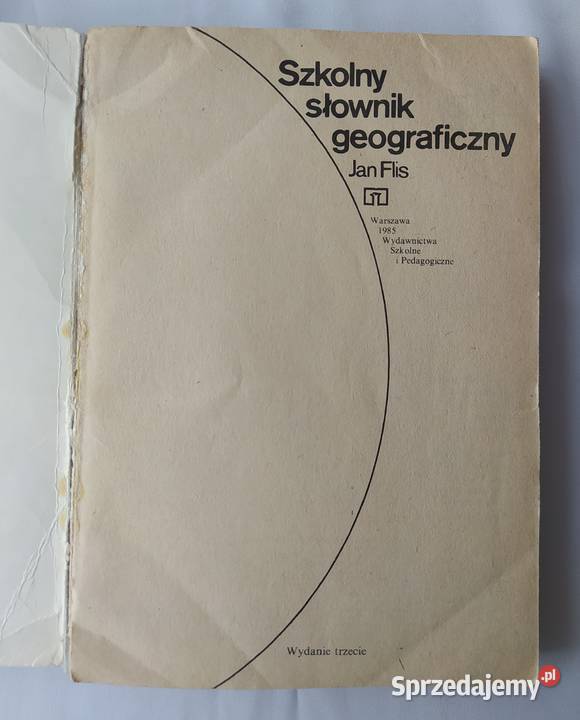 Szkolny
słownik
geograficzny
Jan Flis
Warszawa
1985
Wydawnictwa
Szkolne
i Pedagogiczne
Wydanie trzecie
Sprzedajemy.pl